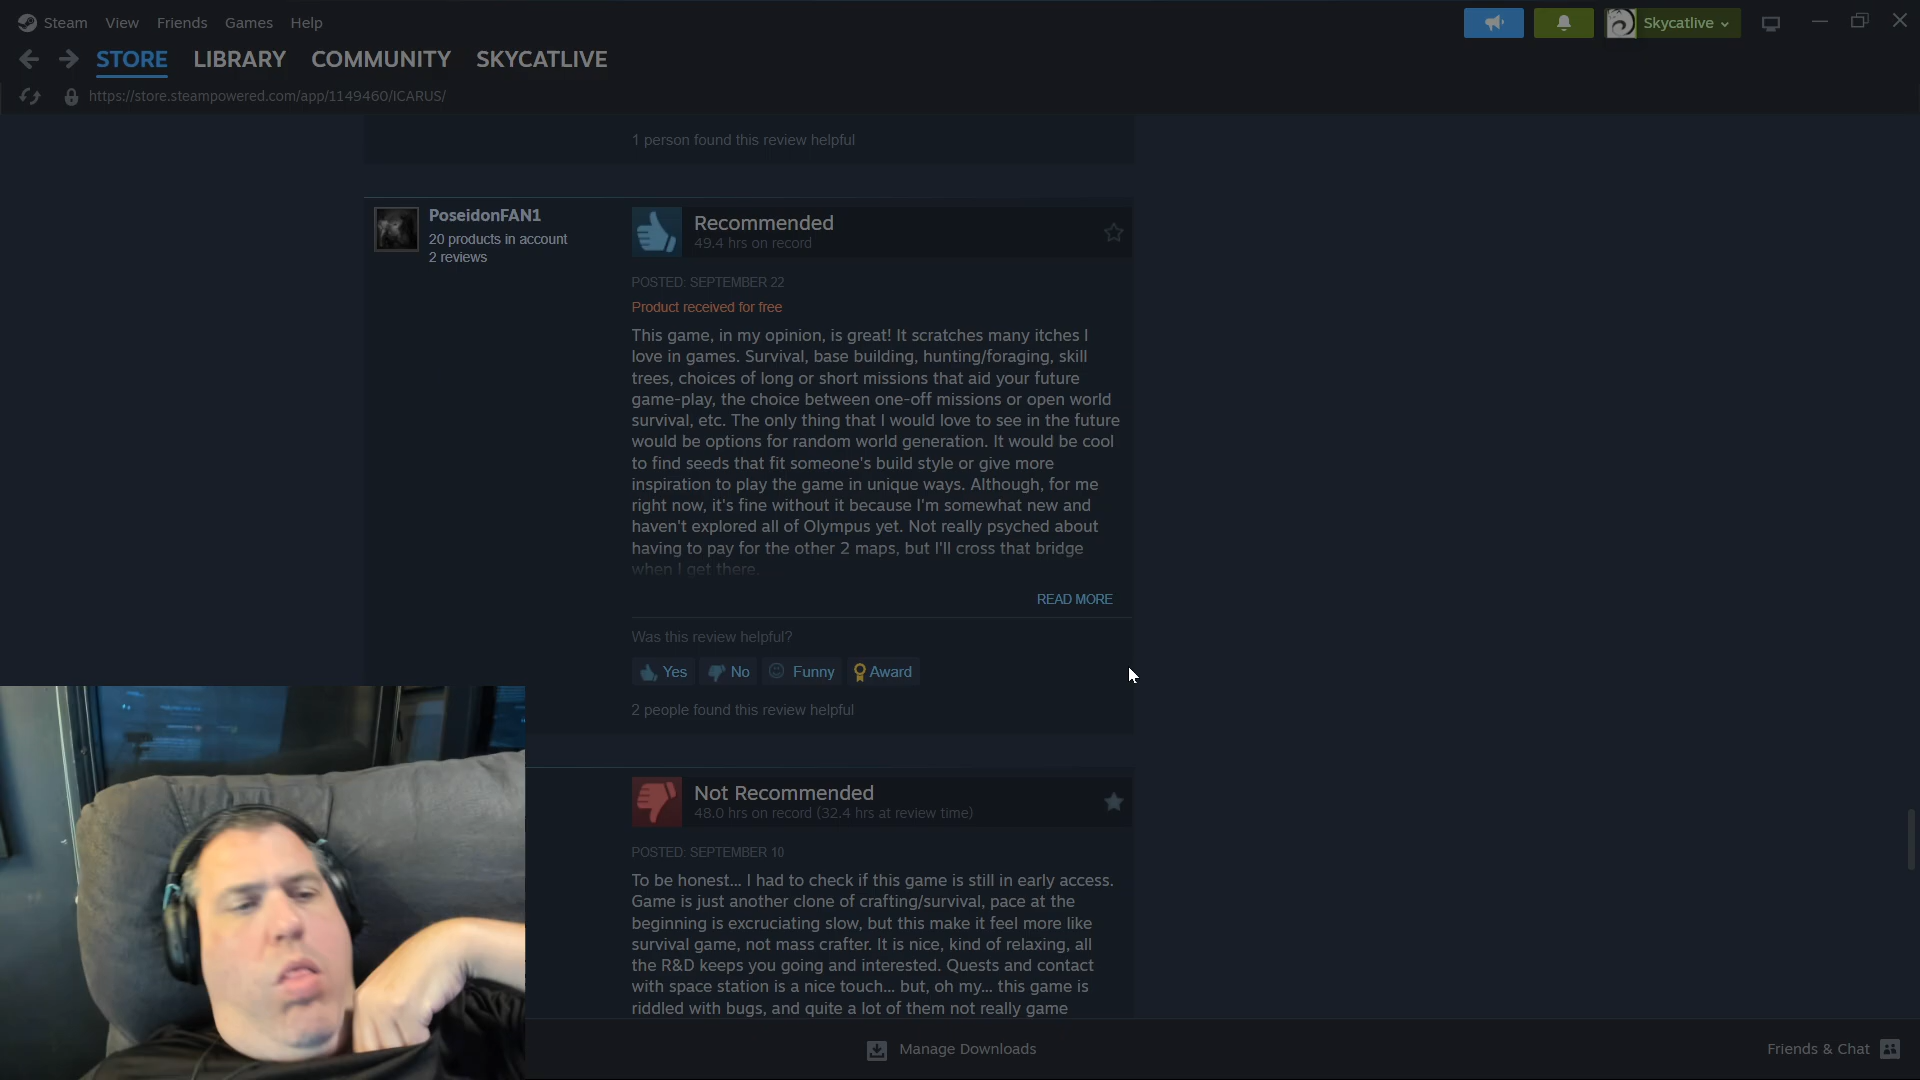 Steam View Friends Games Help
Skycatlive
STORE LIBRARY COMMUNITY SKYCATLIVE
https://store.steampowered.com/app/1149460/ICARUS/
1 person found this review helpful
PoseidonFAN1
20 products in account
2 reviews
Recommended
49.4 hrs on record
POSTED: SEPTEMBER 22
Product received for free
This game, in my opinion, is great! It scratches many itches I
love in games. Survival, base building, hunting/foraging, skill
trees, choices of long or short missions that aid your future
game-play, the choice between one-off missions or open world
survival, etc. The only thing that I would love to see in the future
would be options for random world generation. It would be cool
to find seeds that fit someone's build style or give more
inspiration to play the game in unique ways. Although, for me
right now, it's fine without it because I'm somewhat new and
haven't explored all of Olympus yet. Not really psyched about
having to pay for the other 2 maps, but I'll cross that bridge
when I get there.
READ MORE
Was this review helpful?
Yes No Funny Award
2 people found this review helpful
Not Recommended
48.0 hrs on record (32.4 hrs at review time)
POSTED: SEPTEMBER 10
To be honest... I had to check if this game is still in early access.
Game is just another clone of crafting/survival, pace at the
beginning is excruciating slow, but this make it feel more like
survival game, not mass crafter. It is nice, kind of relaxing, all
the R&D keeps you going and interested. Quests and contact
with space station is a nice touch... but, oh my... this game is
riddled with bugs, and quite a lot of them not really game
Manage Downloads
Friends & Chat